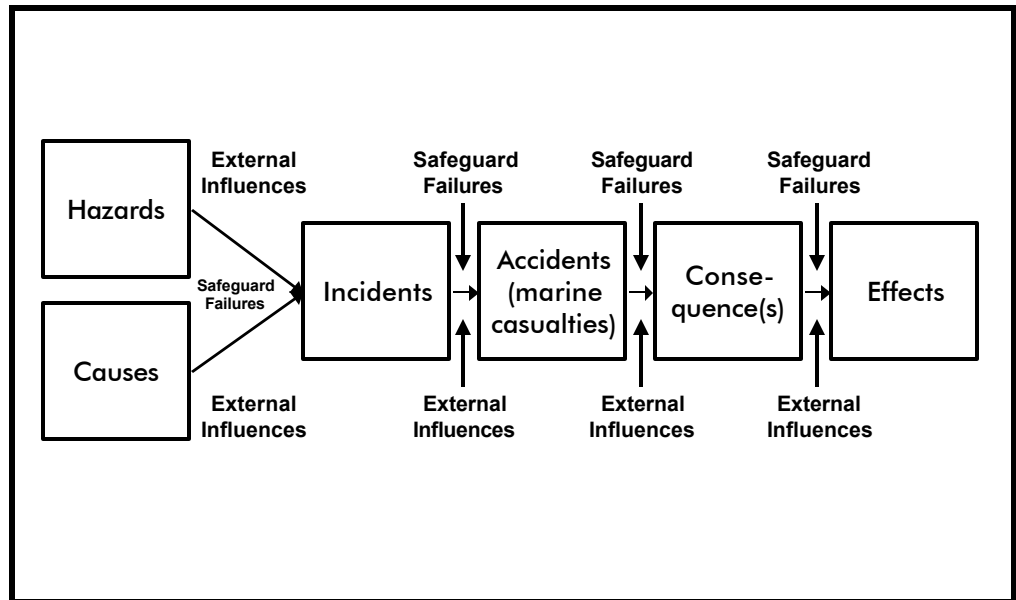 External
Influences
Safeguard
Failures
Safeguard
Failures
Safeguard
Failures
Hazards
Safeguard
Failures
Incidents
Accidents
(marine
casualties)
Conse-
quence(s)
Effects
Causes
External
Influences
External
Influences
External
Influences
External
Influences